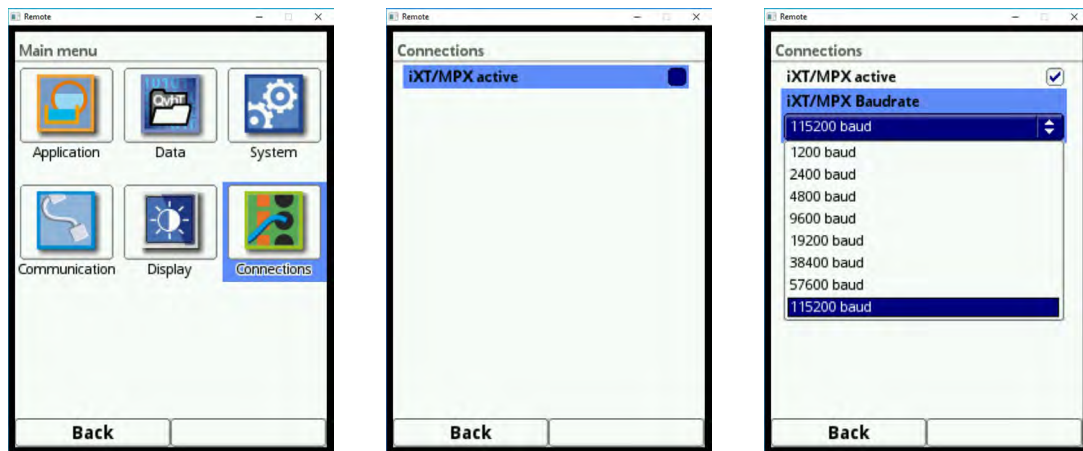 Remote
Main menu
Application
Data
System
Communication
Display
Connections
Back
Remote
Connections
iXT/MPX active
Back
Remote
Connections
iXT/MPX active
iXT/MPX Baudrate
115200 baud
1200 baud
2400 baud
4800 baud
9600 baud
19200 baud
38400 baud
57600 baud
115200 baud
Back